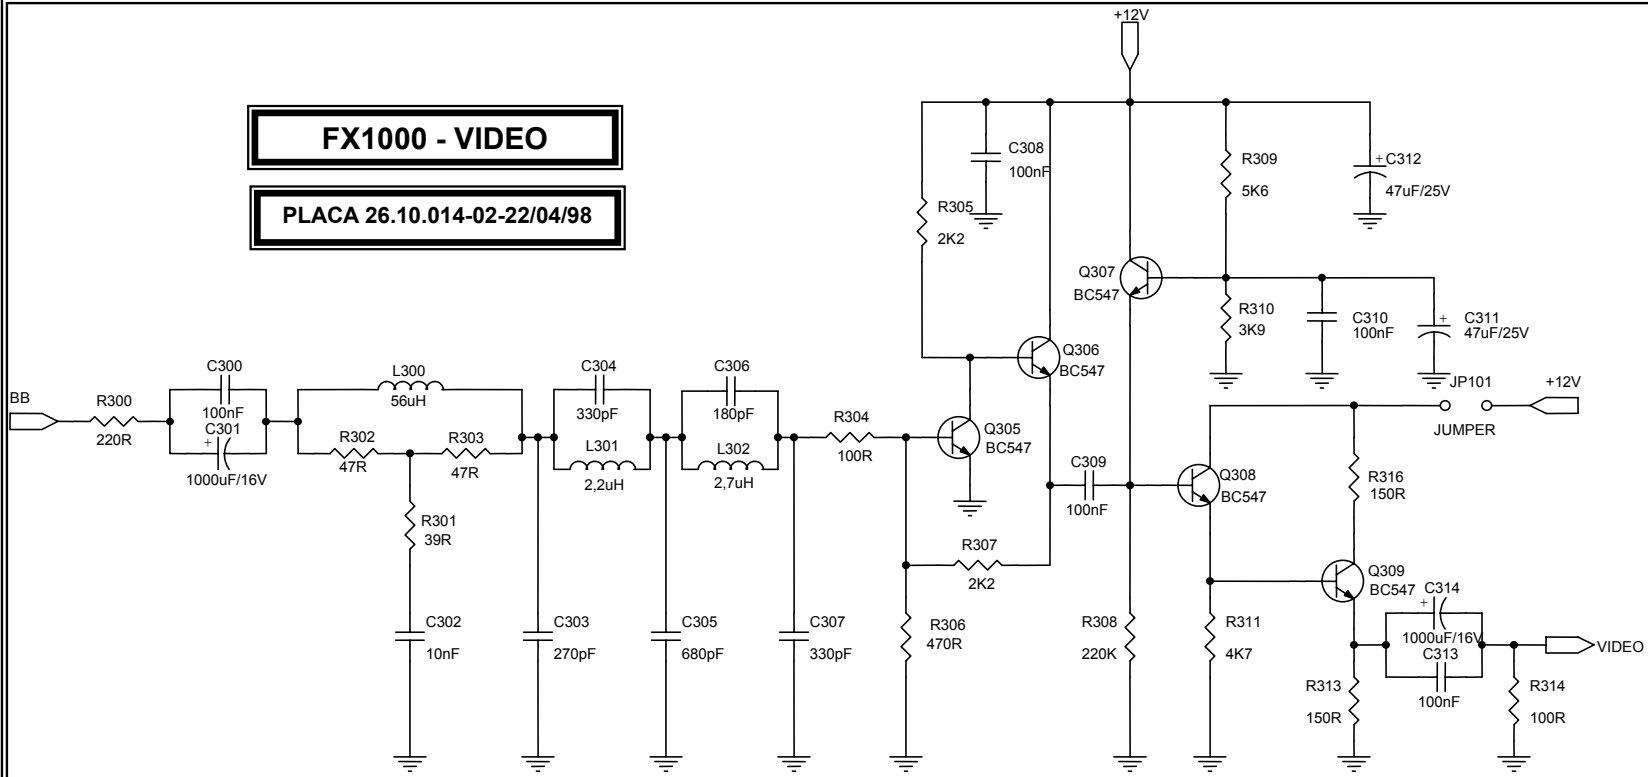 +12V
FX1000 - VIDEO
PLACA 26.10.014-02-22/04/98
C308
100nF
R309
5K6
+
C312
47uF/25V
R305
2K2
Q307
BC547
R310
3K9
C310
100nF
+
C311
47uF/25V
Q306
BC547
JP101
JUMPER
+12V
BB
R300
220R
C300
100nF
C301
+
1000uF/16V
L300
56uH
R302
47R
R303
47R
C304
330pF
L301
2,2uH
C306
180pF
L302
2,7uH
R304
100R
Q305
BC547
C309
100nF
Q308
BC547
R316
150R
R301
39R
R307
2K2
Q309
BC547
C314
+
1000uF/16V
C313
100nF
C302
10nF
C303
270pF
C305
680pF
C307
330pF
R306
470R
R308
220K
R311
4K7
VIDEO
R313
150R
R314
100R